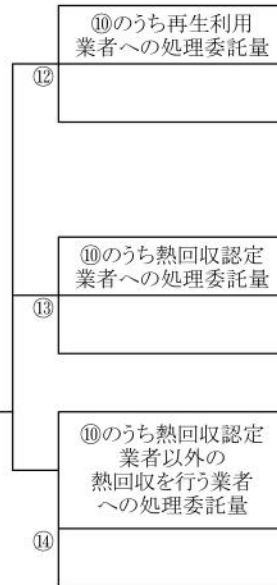 ⑩のうち再生利用
業者への処理委託量
⑫
⑩のうち熱回収認定
業者への処理委託量
⑬
⑩のうち熱回収認定
業者以外の
熱回収を行う業者
への処理委託量
⑭